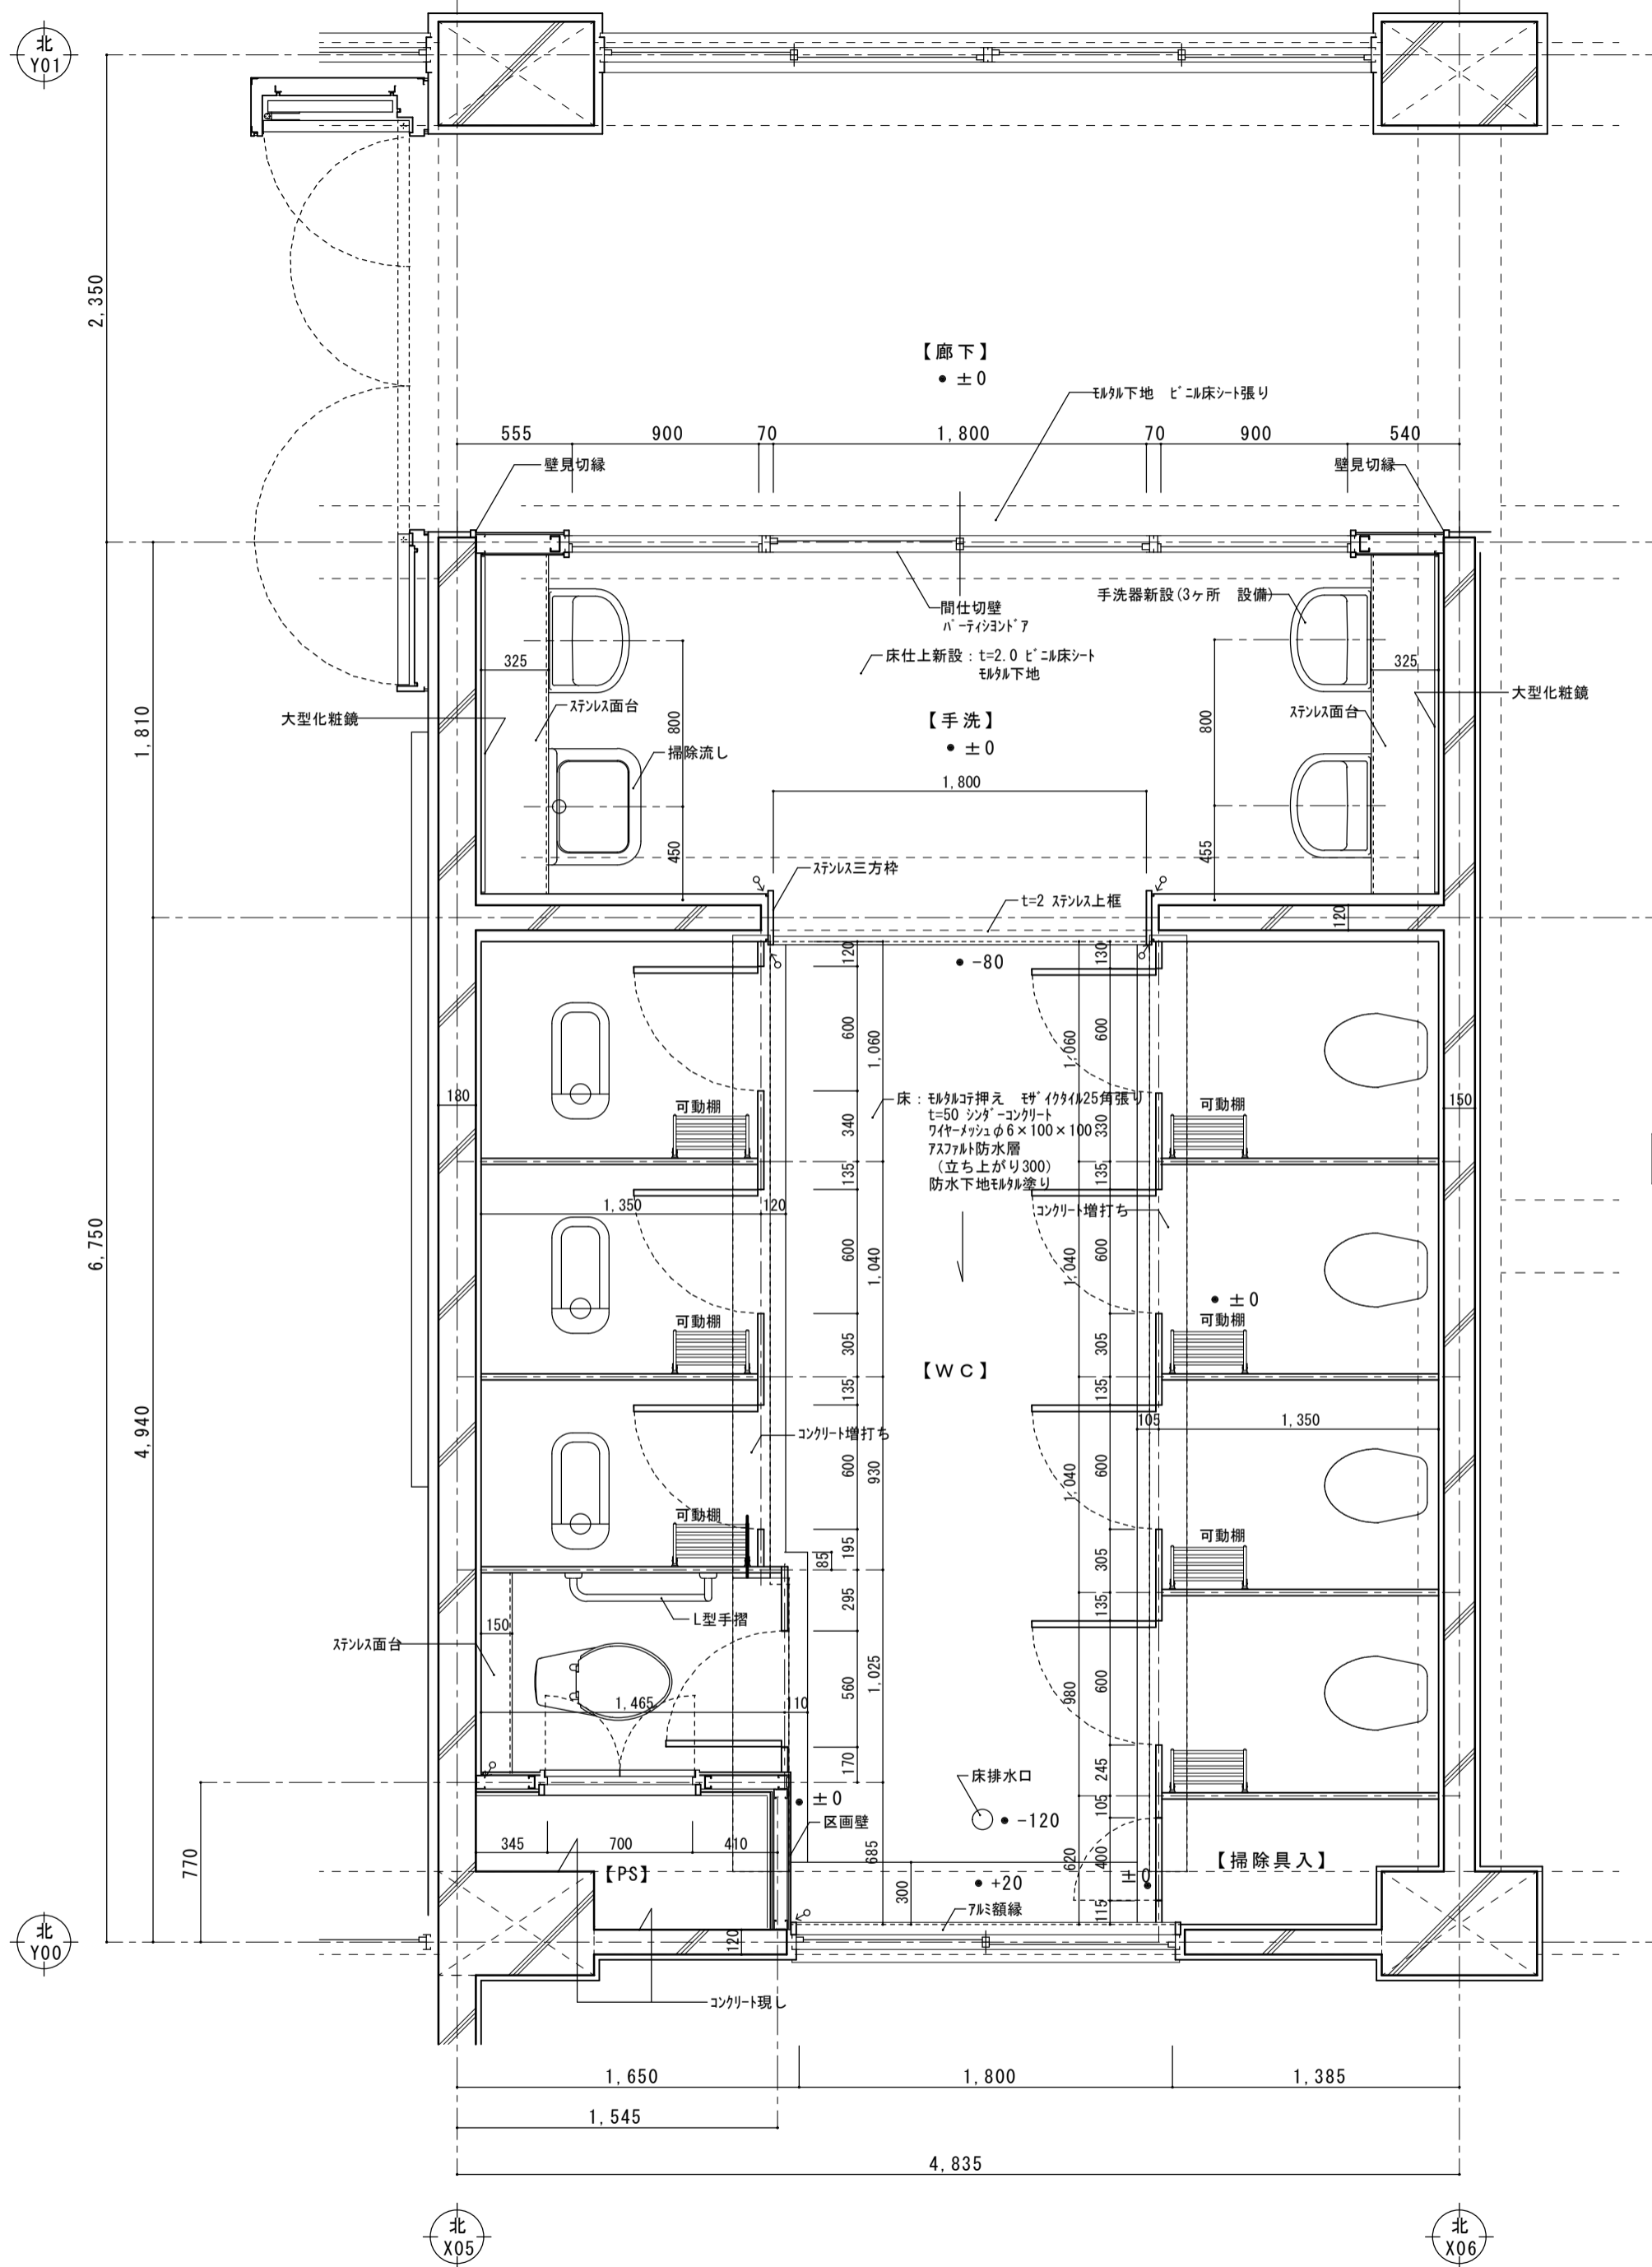 北
Y01
2,350
【廊下】
• ±0
ﾓﾙﾀﾙ下地 ﾋﾞﾆﾙ床ｼｰﾄ張り
555
900
70
1,800
70
900
540
壁見切縁
壁見切縁
間仕切壁
ﾊﾟｰﾃｨｼｮﾝﾄﾞｱ
手洗器新設(3ヶ所 設備)
床仕上新設：t=2.0 ﾋﾞﾆﾙ床ｼｰﾄ
ﾓﾙﾀﾙ下地
325
325
大型化粧鏡
ｽﾃﾝﾚｽ面台
800
掃除流し
450
【手洗】
• ±0
1,800
800
455
ｽﾃﾝﾚｽ面台
大型化粧鏡
1,810
6,750
4,940
770
ｽﾃﾝﾚｽ三方枠
t=2 ｽﾃﾝﾚｽ上框
120
• -80
180
150
120
600
340
135
600
305
135
600
195
85
295
560
170
1,060
1,040
930
1,025
685
1,060
1,040
1,040
980
620
130
600
330
135
600
305
135
600
305
135
600
245
105
400
115
床：ﾓﾙﾀﾙｺﾃ押え ﾓｻﾞｲｸﾀｲﾙ25角張り
t=50 ｼﾝﾀﾞｰｺﾝｸﾘｰﾄ
ﾜｲﾔｰﾒｯｼｭφ6×100×100
ｱｽﾌｧﾙﾄ防水層
(立ち上がり300)
防水下地ﾓﾙﾀﾙ塗り
可動棚
可動棚
1,350
120
ｺﾝｸﾘｰﾄ増打ち
• ±0
可動棚
可動棚
【WC】
105
1,350
ｺﾝｸﾘｰﾄ増打ち
可動棚
可動棚
150
L型手摺
ｽﾃﾝﾚｽ面台
1,465
110
床排水口
• -120
• ±0
区画壁
345
700
410
【PS】
300
• +20
±0
•
【掃除具入】
ｱﾙﾐ額縁
120
北
Y00
ｺﾝｸﾘｰﾄ現し
1,650
1,800
1,385
1,545
4,835
北
X05
北
X06